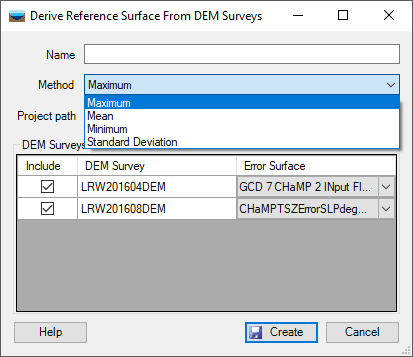 Derive Reference Surface From DEM Surveys
Name
Method Maximum
Maximum
Mean
Minimum
Standard Deviation
Project path
DEM Surveys
Include DEM Survey Error Surface
LRW201604DEM GCD 7 CHaMP 2 INput FI...
LRW201608DEM CHaMPTSZErrorSLPdeg...
Help Create Cancel